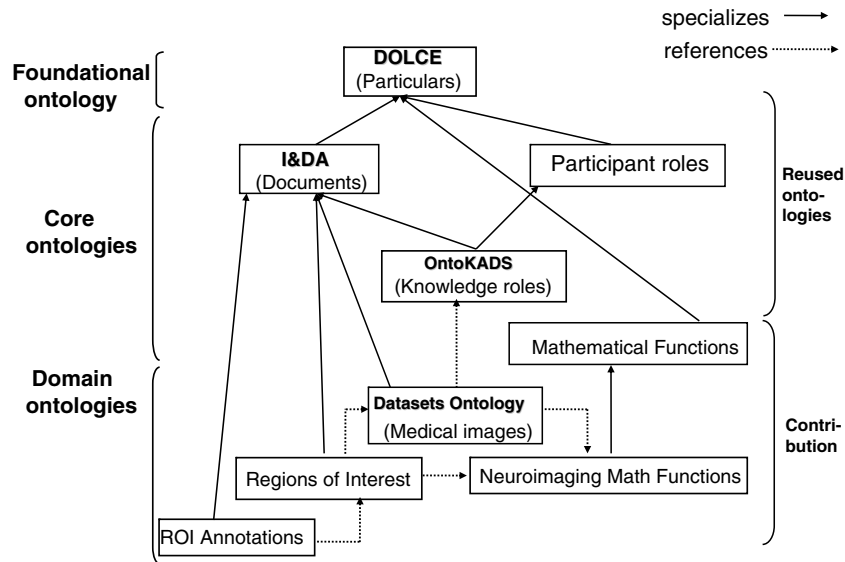 specializes
references
Foundational
ontology
DOLCE
(Particulars)
I&DA
(Documents)
Participant roles
Reused
onto-
logies
Core
ontologies
OntoKADS
(Knowledge roles)
Mathematical Functions
Domain
ontologies
Datasets Ontology
(Medical images)
Contri-
bution
Regions of Interest
Neuroimaging Math Functions
ROI Annotations